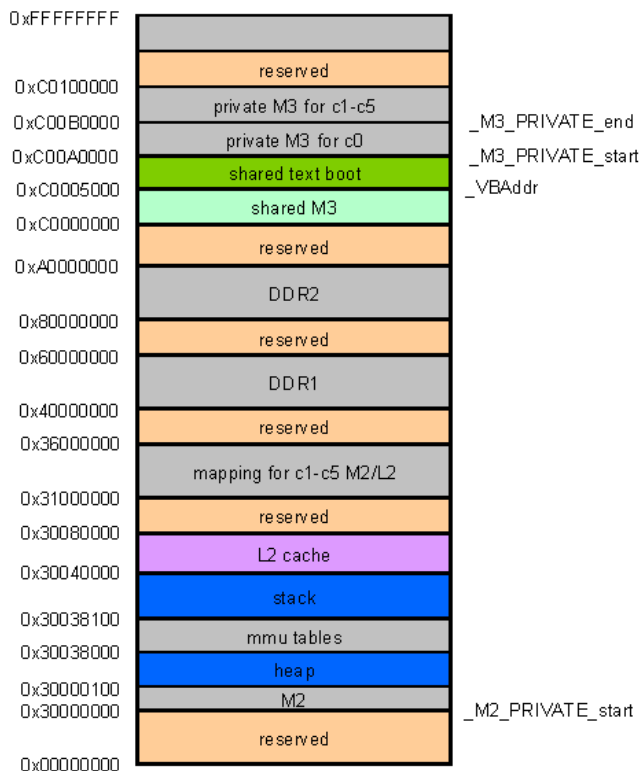 0xFFFFFFFF
reserved
0xC0100000
private M3 for c1-c5
0xC00B0000
_M3_PRIVATE_end
private M3 for c0
0xC00A0000
_M3_PRIVATE_start
shared text boot
0xC0005000
_VBAddr
shared M3
0xC0000000
reserved
0xA0000000
DDR2
0x80000000
reserved
0x60000000
DDR1
0x40000000
reserved
0x36000000
mapping for c1-c5 M2/L2
0x31000000
reserved
0x30080000
L2 cache
0x30040000
stack
0x30038100
mmu tables
0x30038000
heap
0x30000100
M2
0x30000000
_M2_PRIVATE_start
reserved
0x00000000